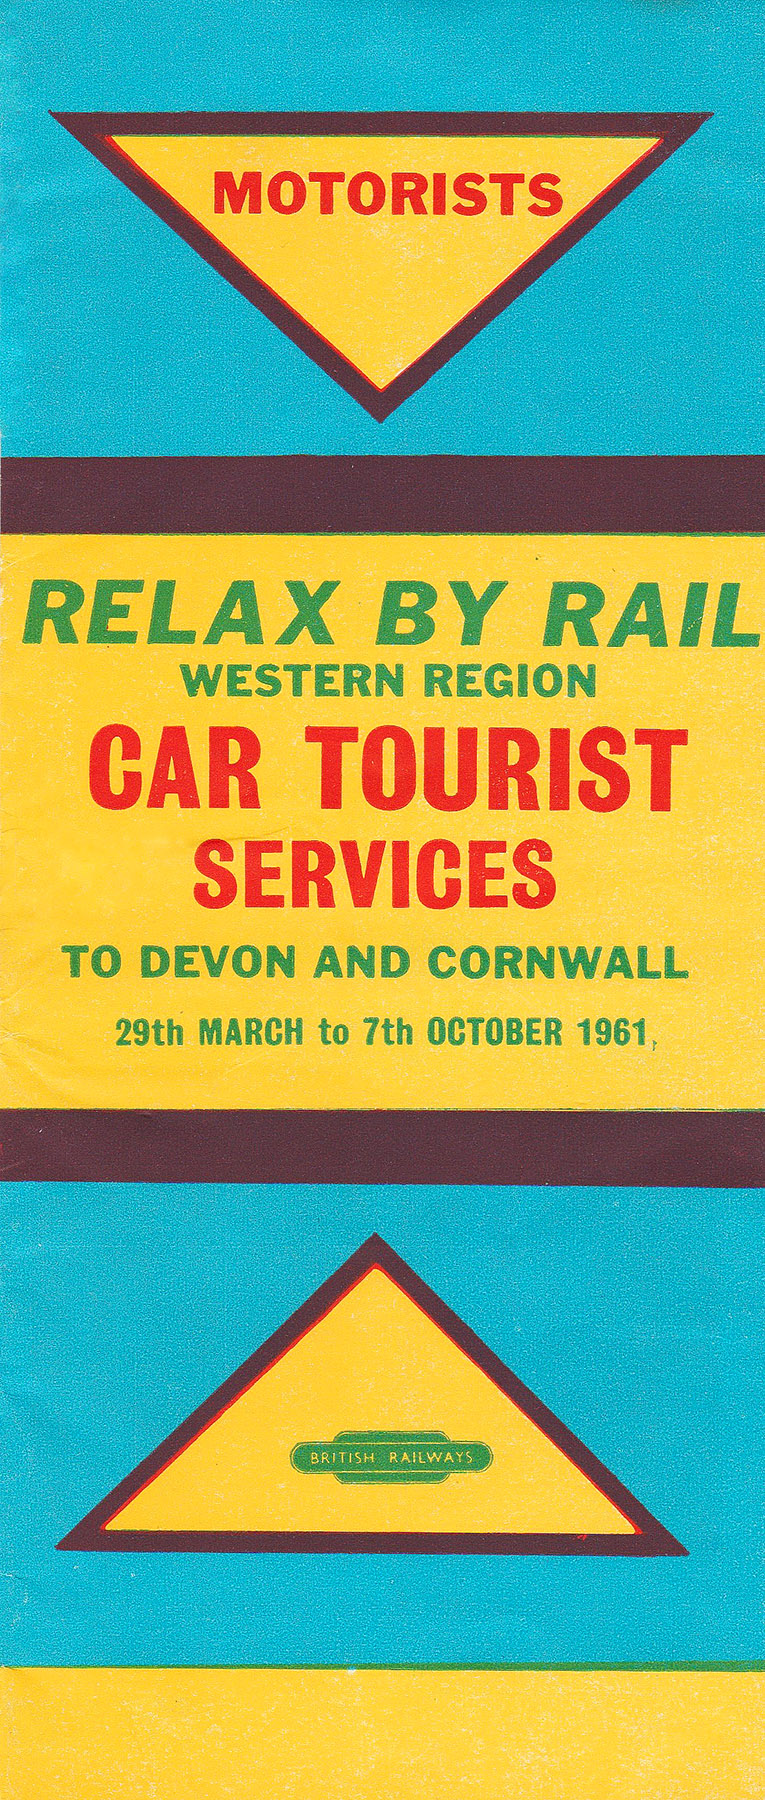 MOTORISTS
RELAX BY RAIL
WESTERN REGION
CAR TOURIST
SERVICES
TO DEVON AND CORNWALL
29th MARCH to 7th OCTOBER 1961
BRITISH RAILWAYS